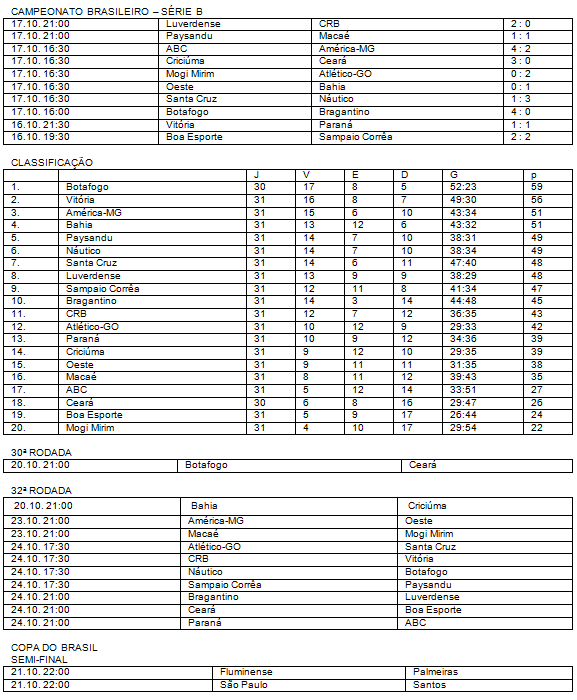 CAMPEONATO BRASILEIRO – SÉRIE B
17.10. 21:00 Luverdense CRB 2 : 0
17.10. 21:00 Paysandu Macaé 1 : 1
17.10. 16:30 ABC América-MG 4 : 2
17.10. 16:30 Criciúma Ceará 3 : 0
17.10. 16:30 Mogi Mirim Atlético-GO 0 : 2
17.10. 16:30 Oeste Bahia 0 : 1
17.10. 16:30 Santa Cruz Náutico 1 : 3
17.10. 16:00 Botafogo Bragantino 4 : 0
16.10. 21:30 Vitória Paraná 1 : 1
16.10. 19:30 Boa Esporte Sampaio Corrêa 2 : 2
CLASSIFICAÇÃO
J V E D G p
1. Botafogo 30 17 8 5 52:23 59
2. Vitória 31 16 8 7 49:30 56
3. América-MG 31 15 6 10 43:34 51
4. Bahia 31 13 12 6 43:32 51
5. Paysandu 31 14 7 10 38:31 49
6. Náutico 31 14 7 10 38:34 49
7. Santa Cruz 31 14 6 11 47:40 48
8. Luverdense 31 13 9 9 38:29 48
9. Sampaio Corrêa 31 12 11 8 41:34 47
10. Bragantino 31 14 3 14 44:48 45
11. CRB 31 12 7 12 36:35 43
12. Atlético-GO 31 10 12 9 29:33 42
13. Paraná 31 10 9 12 34:36 39
14. Criciúma 31 9 12 10 29:35 39
15. Oeste 31 9 11 11 31:35 38
16. Macaé 31 8 11 12 39:43 35
17. ABC 31 5 12 14 33:51 27
18. Ceará 30 6 8 16 29:47 26
19. Boa Esporte 31 5 9 17 26:44 24
20. Mogi Mirim 31 4 10 17 29:54 22
30ª RODADA
20.10. 21:00 Botafogo Ceará
32ª RODADA
20.10. 21:00 Bahia Criciúma
23.10. 21:00 América-MG Oeste
23.10. 21:00 Macaé Mogi Mirim
24.10. 17:30 Atlético-GO Santa Cruz
24.10. 17:30 CRB Vitória
24.10. 17:30 Náutico Botafogo
24.10. 17:30 Sampaio Corrêa Paysandu
24.10. 21:00 Bragantino Luverdense
24.10. 21:00 Ceará Boa Esporte
24.10. 21:00 Paraná ABC
COPA DO BRASIL
SEMI-FINAL
21.10. 22:00 Fluminense Palmeiras
21.10. 22:00 São Paulo Santos